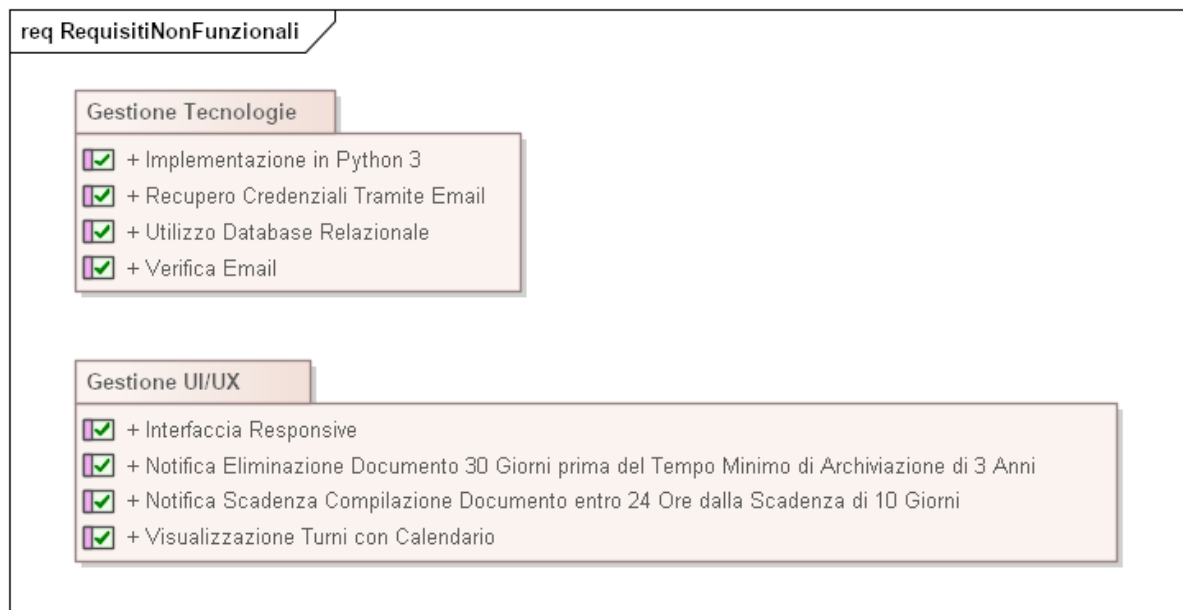 req RequisitiNonFunzionali
Gestione Tecnologie
+ Implementazione in Python 3
+ Recupero Credenziali Tramite Email
+ Utilizzo Database Relazionale
+ Verifica Email
Gestione UI/UX
+ Interfaccia Responsive
+ Notifica Eliminazione Documento 30 Giorni prima del Tempo Minimo di Archiviazione di 3 Anni
+ Notifica Scadenza Compilazione Documento entro 24 Ore dalla Scadenza di 10 Giorni
+ Visualizzazione Turni con Calendario